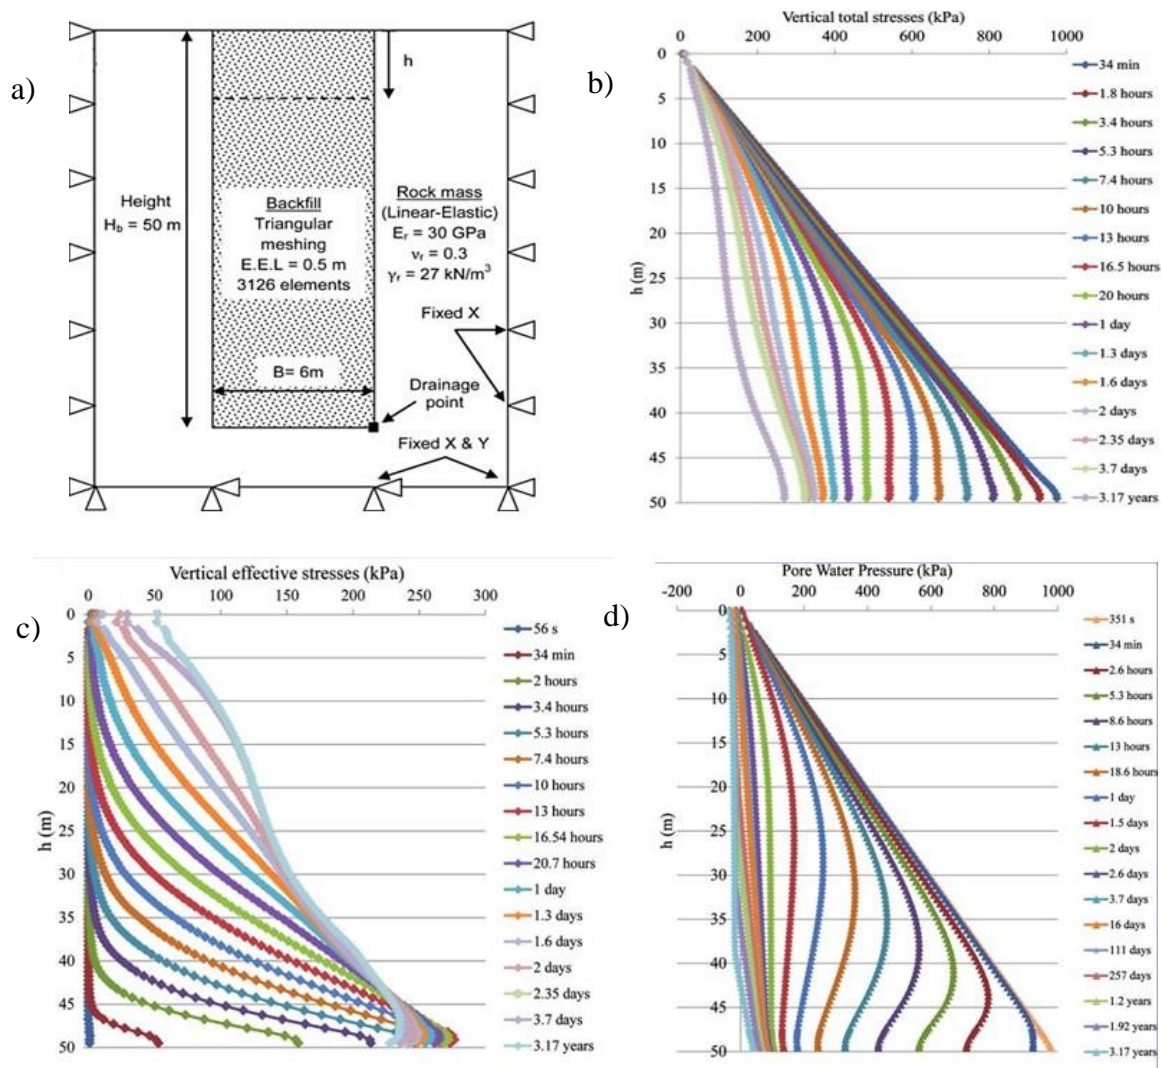 a)
h
Height
Hb = 50 m
Backfill
Triangular
meshing
E.E.L = 0.5 m
3126 elements
Rock mass
(Linear-Elastic)
Er = 30 GPa
νr = 0.3
γr = 27 kN/m³
Fixed X
B= 6m
Drainage
point
Fixed X & Y
b)
Vertical total stresses (kPa)
0 200 400 600 800 1000
0
5
10
15
20
25
30
35
40
45
50
h (m)
34 min
1.8 hours
3.4 hours
5.3 hours
7.4 hours
10 hours
13 hours
16.5 hours
20 hours
1 day
1.3 days
1.6 days
2 days
2.35 days
3.7 days
3.17 years
c)
Vertical effective stresses (kPa)
0 50 100 150 200 250 300
0
5
10
15
20
25
30
35
40
45
50
h (m)
56 s
34 min
2 hours
3.4 hours
5.3 hours
7.4 hours
10 hours
13 hours
16.54 hours
20.7 hours
1 day
1.3 days
1.6 days
2 days
2.35 days
3.7 days
3.17 years
d)
Pore Water Pressure (kPa)
-200 0 200 400 600 800 1000
0
5
10
15
20
25
30
35
40
45
50
h (m)
351 s
34 min
2.6 hours
5.3 hours
8.6 hours
13 hours
18.6 hours
1 day
1.5 days
2 days
2.6 days
3.7 days
16 days
111 days
257 days
1.2 years
1.92 years
3.17 years